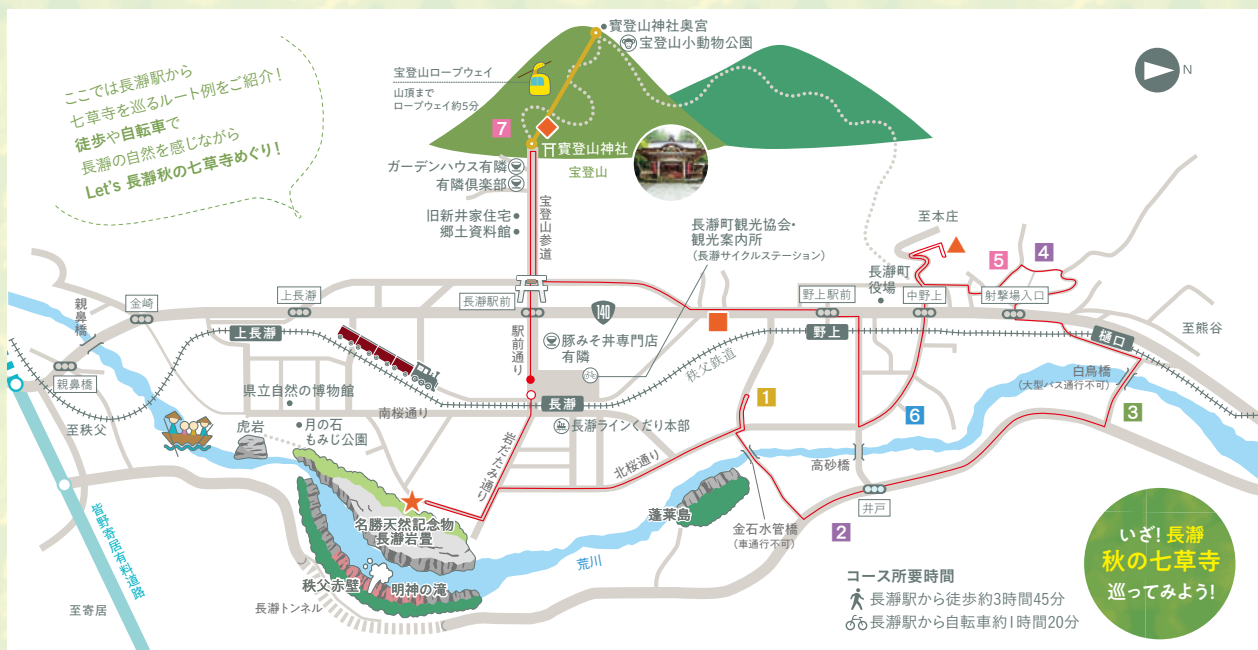 ここでは長瀞駅から
七草寺を巡るルート例をご紹介！
徒歩や自転車で
長瀞の自然を感じながら
Let's 長瀞秋の七草寺めぐり！
寳登山神社奥宮
宝登山小動物公園
宝登山ロープウェイ
山頂まで
ロープウェイ約5分
7
寳登山神社
宝登山
N
ガーデンハウス有隣
有隣倶楽部
旧新井家住宅
郷土資料館
宝登山参道
長瀞町観光協会・
観光案内所
（長瀞サイクルステーション）
至本庄
長瀞町
役場
5
4
親鼻橋
金崎
上長瀞
長瀞駅前
140
野上駅前
中野上
射撃場入口
至熊谷
上長瀞
駅前通り
豚みそ丼専門店
有隣
秩父鉄道
野上
樋口
白鳥橋
（大型バス通行不可）
親鼻橋
県立自然の博物館
南桜通り
長瀞
1
6
3
至秩父
虎岩
月の石
もみじ公園
長瀞ラインくだり本部
岩だたみ通り
北桜通り
高砂橋
井戸
皆野寄居有料道路
名勝天然記念物
長瀞岩畳
蓬莱島
金石水管橋
（車通行不可）
2
荒川
秩父赤壁
明神の滝
至寄居
長瀞トンネル
コース所要時間
長瀞駅から徒歩約3時間45分
長瀞駅から自転車約1時間20分
いざ！長瀞
秋の七草寺
巡ってみよう！